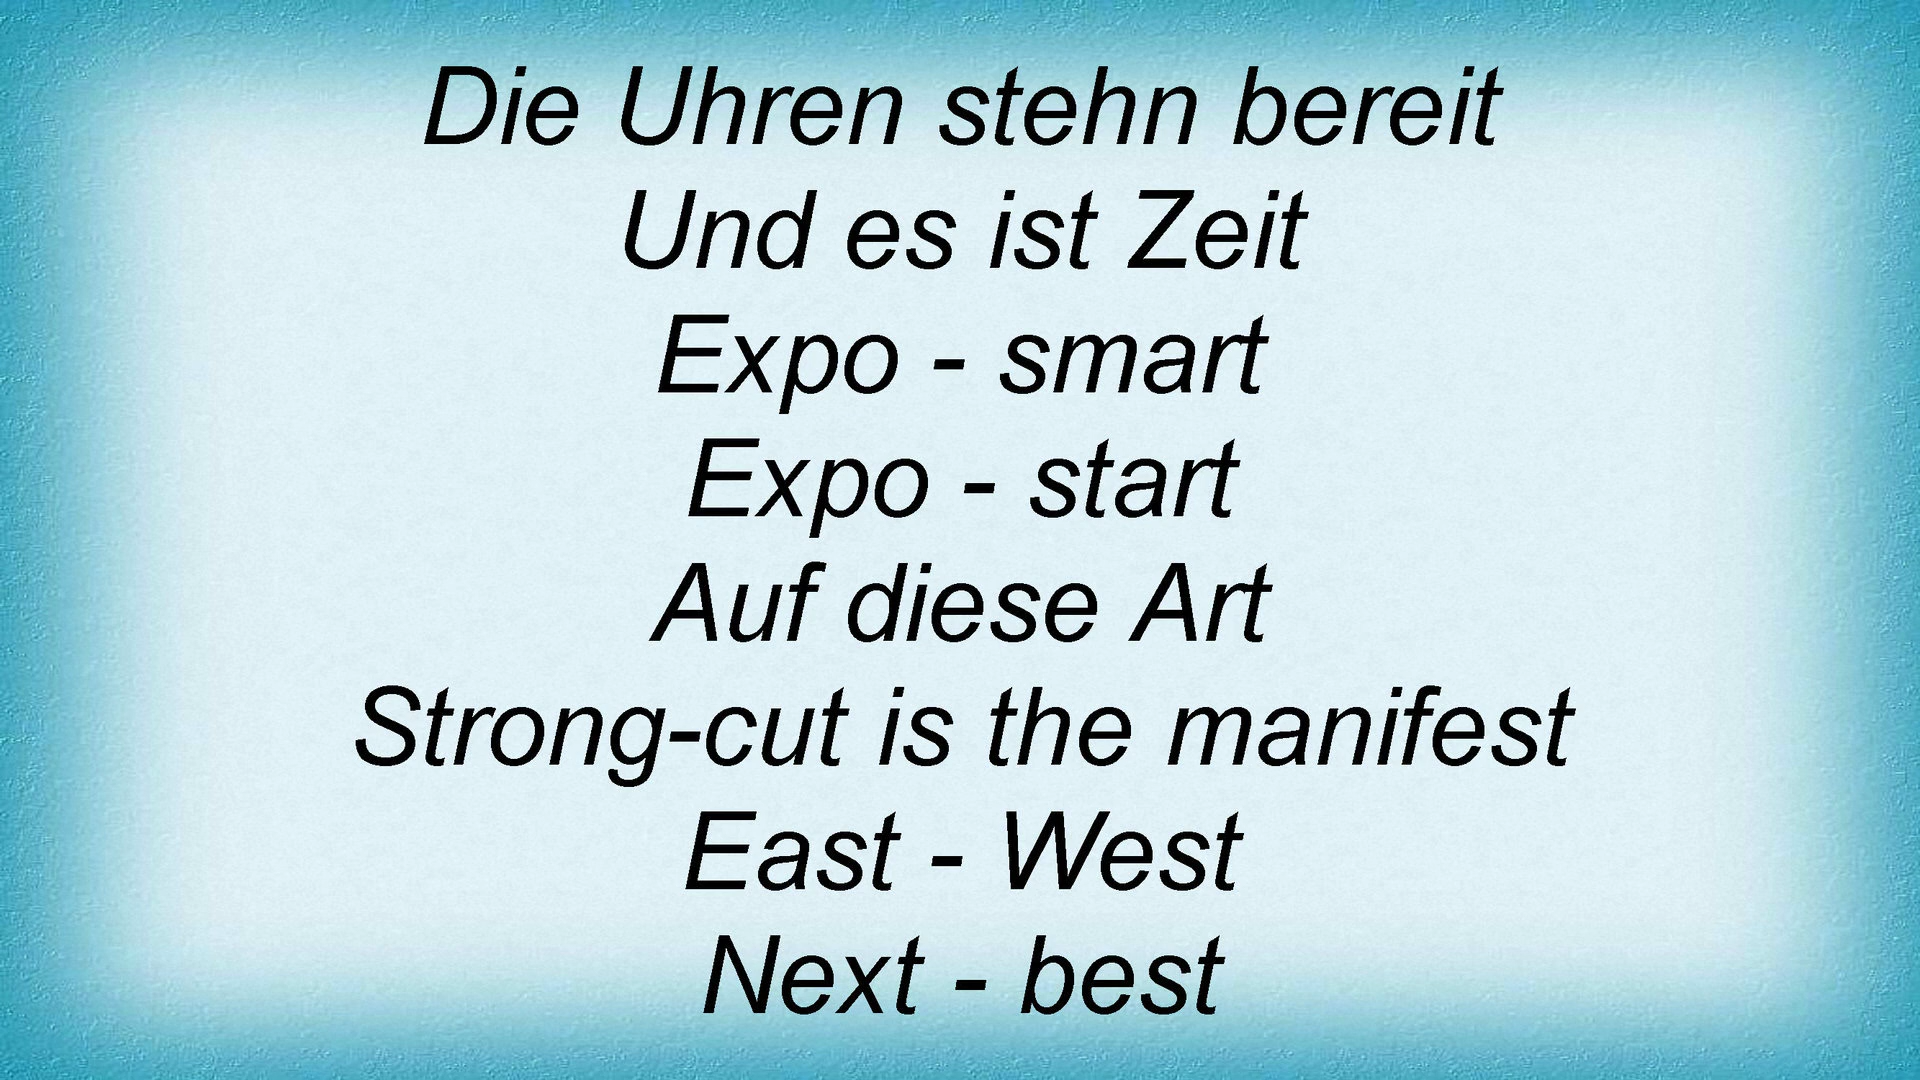 Die Uhren stehn bereit
Und es ist Zeit
Expo - smart
Expo - start
Auf diese Art
Strong-cut is the manifest
East - West
Next - best